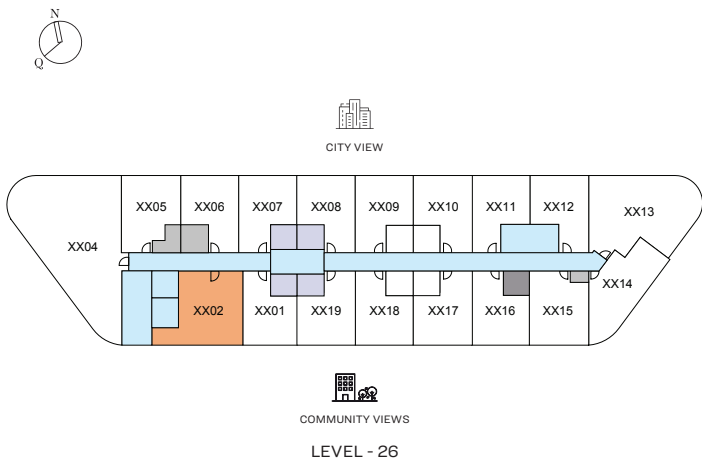 N
Q
CITY VIEW
XX05 XX06 XX07 XX08 XX09 XX10 XX11 XX12 XX13
XX04
XX14
XX02 XX01 XX19 XX18 XX17 XX16 XX15
COMMUNITY VIEWS
LEVEL - 26